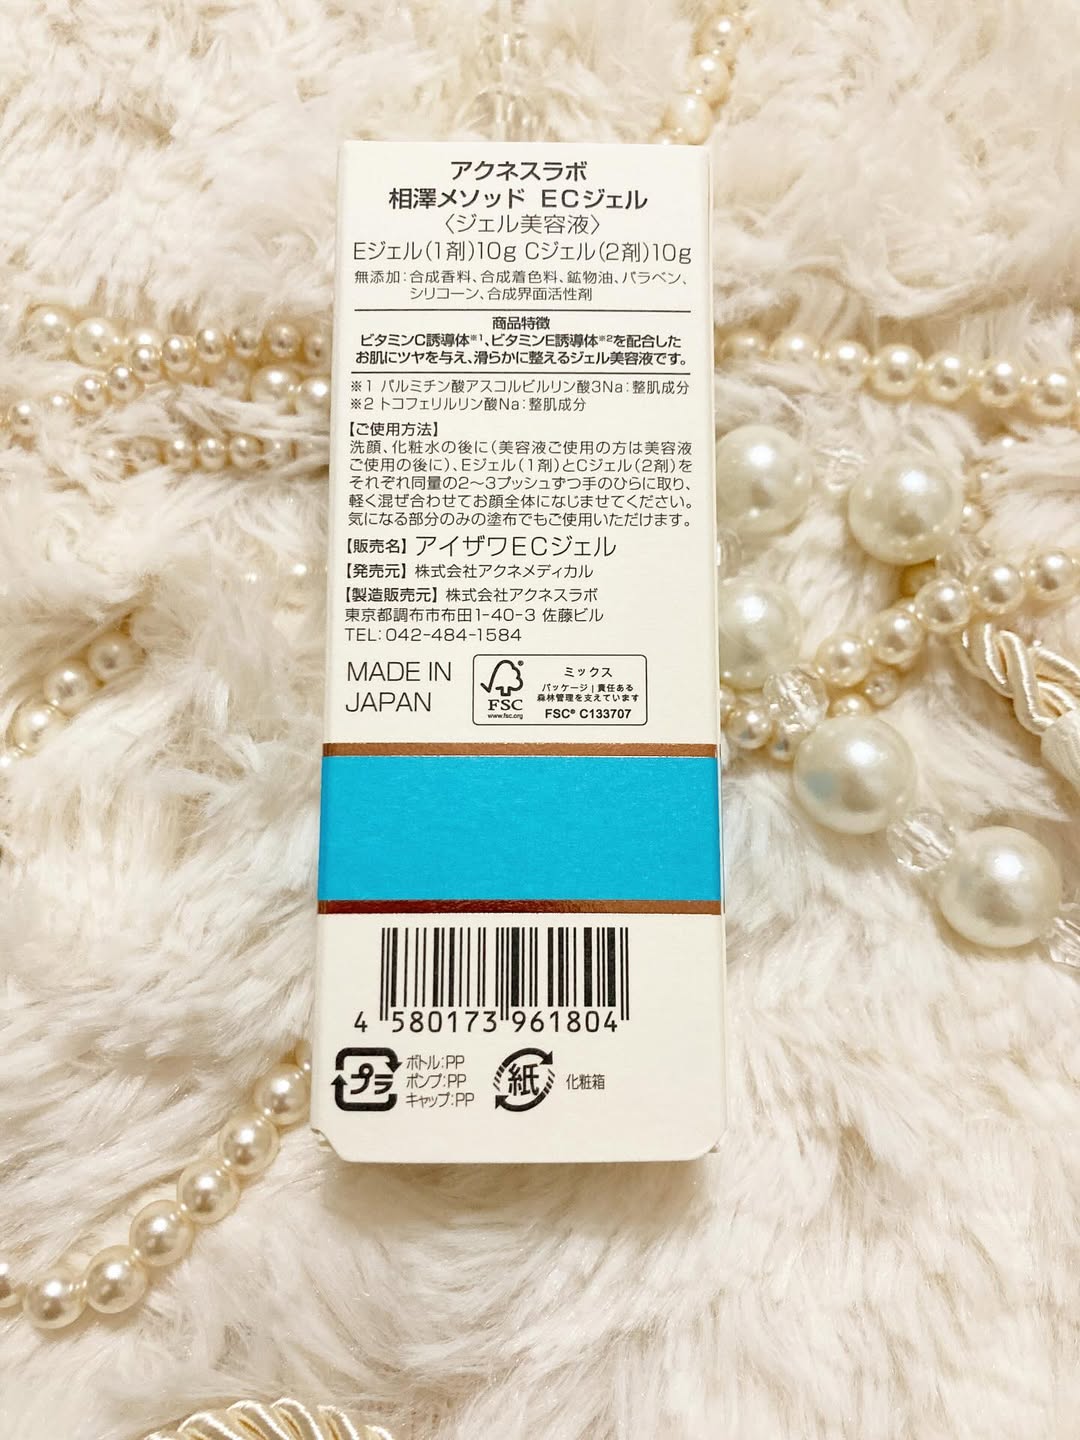 アクネスラボ
相澤メソッド ECジェル
〈ジェル美容液〉
Eジェル(1剤)10g Cジェル(2剤)10g
無添加:合成香料、合成着色料、鉱物油、パラベン、
シリコーン、合成界面活性剤
商品特徴
ビタミンC誘導体※1、ビタミンE誘導体※2を配合した
お肌にツヤを与え、滑らかに整えるジェル美容液です。
※1 パルミチン酸アスコルビルリン酸3Na:整肌成分
※2 トコフェリルリン酸Na:整肌成分
【ご使用方法】
洗顔、化粧水の後に(美容液ご使用の方は美容液
ご使用の後に)、Eジェル(1剤)とCジェル(2剤)を
それぞれ同量の2〜3プッシュずつ手のひらに取り、
軽く混ぜ合わせてお顔全体になじませてください。
気になる部分のみの塗布でもご使用いただけます。
【販売名】アイザワECジェル
【発売元】株式会社アクネメディカル
【製造販売元】株式会社アクネスラボ
東京都調布市布田1-40-3 佐藤ビル
TEL:042-484-1584
MADE IN
JAPAN
FSC
www.fsc.org
ミックス
パッケージ|責任ある
森林管理を支えています
FSC® C133707
4 580173 961804
プラ
ボトル:PP
ポンプ:PP
キャップ:PP
紙
化粧箱